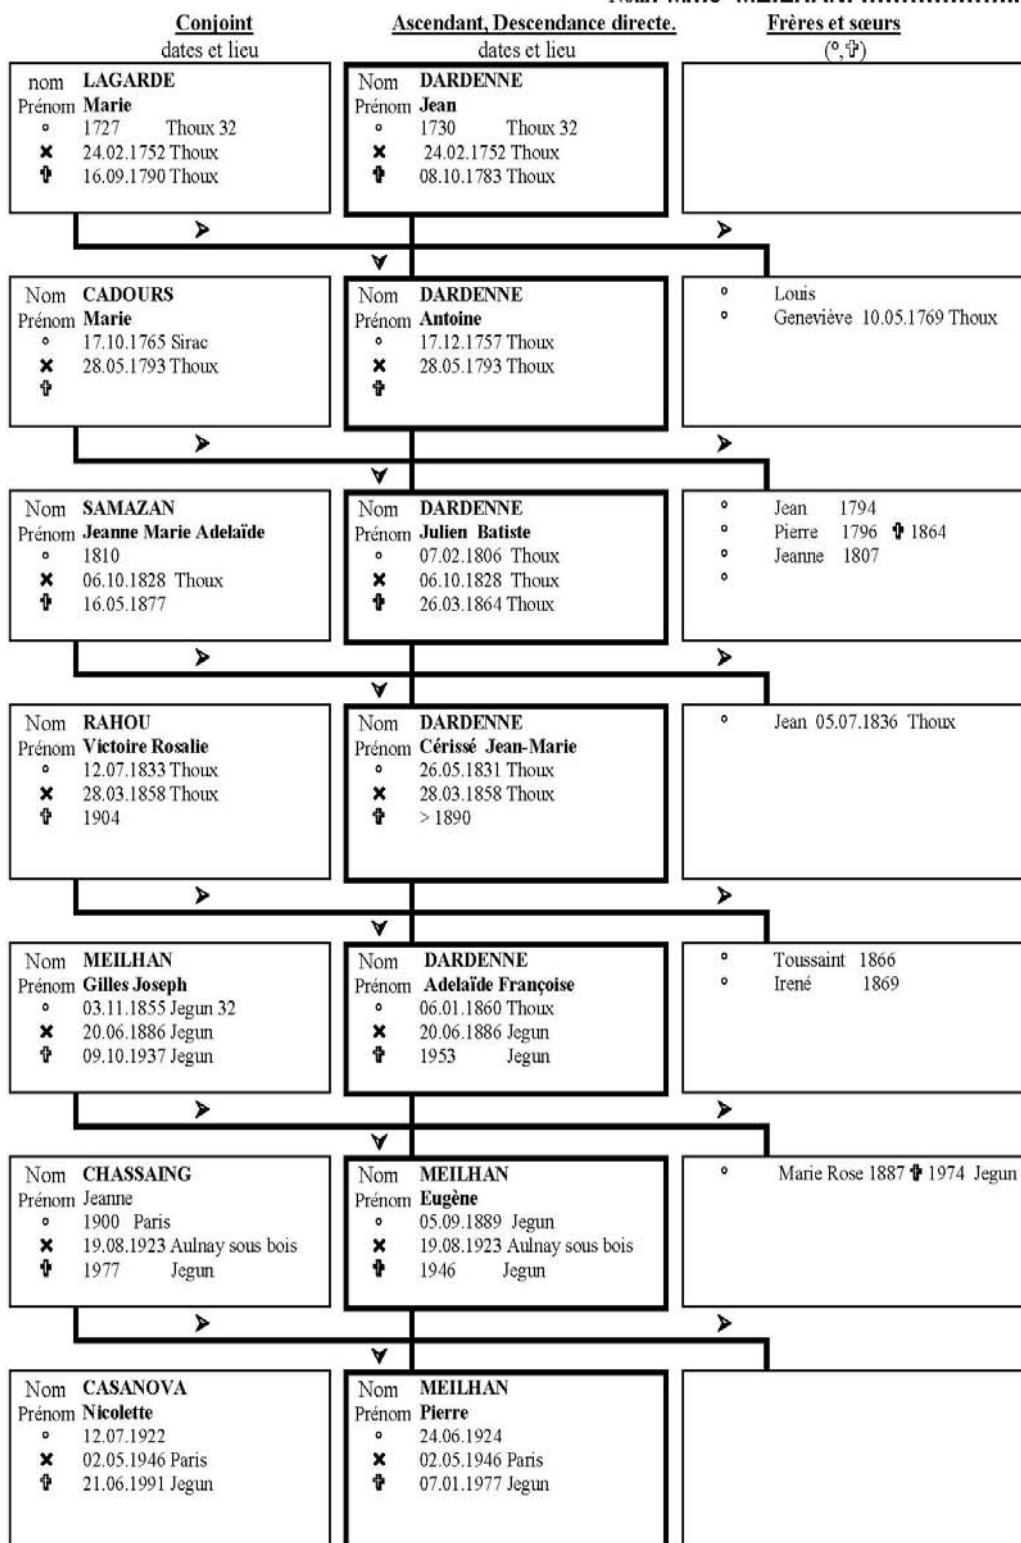 MEILHAN
Conjoint Ascendant, Descendance directe. Frères et sœurs
dates et lieu dates et lieu (°,✞)
nom LAGARDE
Prénom Marie
° 1727 Thoux 32
✖ 24.02.1752 Thoux
✞ 16.09.1790 Thoux
Nom DARDENNE
Prénom Jean
° 1730 Thoux 32
✖ 24.02.1752 Thoux
✞ 08.10.1783 Thoux
Nom CADOURS
Prénom Marie
° 17.10.1765 Sirac
✖ 28.05.1793 Thoux
✞
Nom DARDENNE
Prénom Antoine
° 17.12.1757 Thoux
✖ 28.05.1793 Thoux
✞
° Louis
° Geneviève 10.05.1769 Thoux
Nom SAMAZAN
Prénom Jeanne Marie Adelaïde
° 1810
✖ 06.10.1828 Thoux
✞ 16.05.1877
Nom DARDENNE
Prénom Julien Batiste
° 07.02.1806 Thoux
✖ 06.10.1828 Thoux
✞ 26.03.1864 Thoux
° Jean 1794
° Pierre 1796 ✞ 1864
° Jeanne 1807
°
Nom RAHOU
Prénom Victoire Rosalie
° 12.07.1833 Thoux
✖ 28.03.1858 Thoux
✞ 1904
Nom DARDENNE
Prénom Cérissé Jean-Marie
° 26.05.1831 Thoux
✖ 28.03.1858 Thoux
✞ > 1890
° Jean 05.07.1836 Thoux
Nom MEILHAN
Prénom Gilles Joseph
° 03.11.1855 Jegun 32
✖ 20.06.1886 Jegun
✞ 09.10.1937 Jegun
Nom DARDENNE
Prénom Adelaïde Françoise
° 06.01.1860 Thoux
✖ 20.06.1886 Jegun
✞ 1953 Jegun
° Toussaint 1866
° Irené 1869
Nom CHASSAING
Prénom Jeanne
° 1900 Paris
✖ 19.08.1923 Aulnay sous bois
✞ 1977 Jegun
Nom MEILHAN
Prénom Eugène
° 05.09.1889 Jegun
✖ 19.08.1923 Aulnay sous bois
✞ 1946 Jegun
° Marie Rose 1887 ✞ 1974 Jegun
Nom CASANOVA
Prénom Nicolette
° 12.07.1922
✖ 02.05.1946 Paris
✞ 21.06.1991 Jegun
Nom MEILHAN
Prénom Pierre
° 24.06.1924
✖ 02.05.1946 Paris
✞ 07.01.1977 Jegun